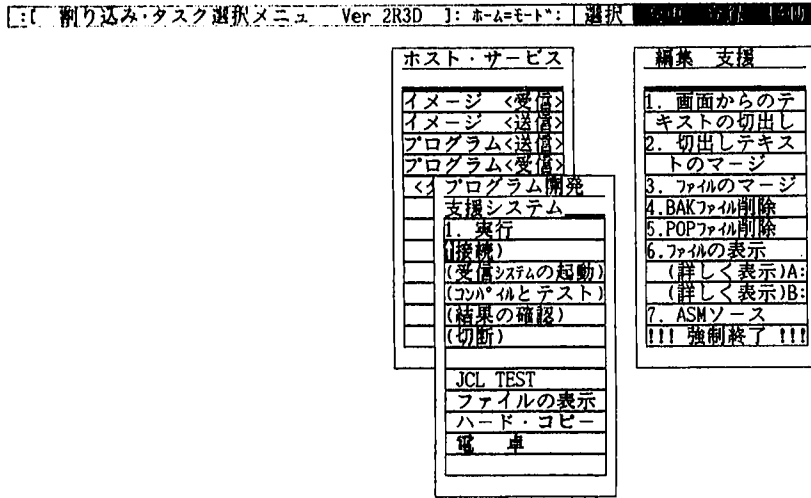 :[ 割り込み・タスク選択メニュー Ver 2R3D ]: ホーム=モード: 選択
ホスト・サービス
イメージ <受信>
イメージ <送信>
プログラム<送信>
プログラム<受信>
プログラム開発
支援システム
1. 実行
(接続)
(受信システムの起動)
(コンパイルとテスト)
(結果の確認)
(切断)
JCL TEST
ファイルの表示
ハード・コピー
電 卓
編集 支援
1. 画面からのテ
キストの切出し
2. 切出しテキス
トのマージ
3. ファイルのマージ
4.BAKファイル削除
5.POPファイル削除
6.ファイルの表示
(詳しく表示)A:
(詳しく表示)B:
7. ASMソース
!!! 強制終了 !!!